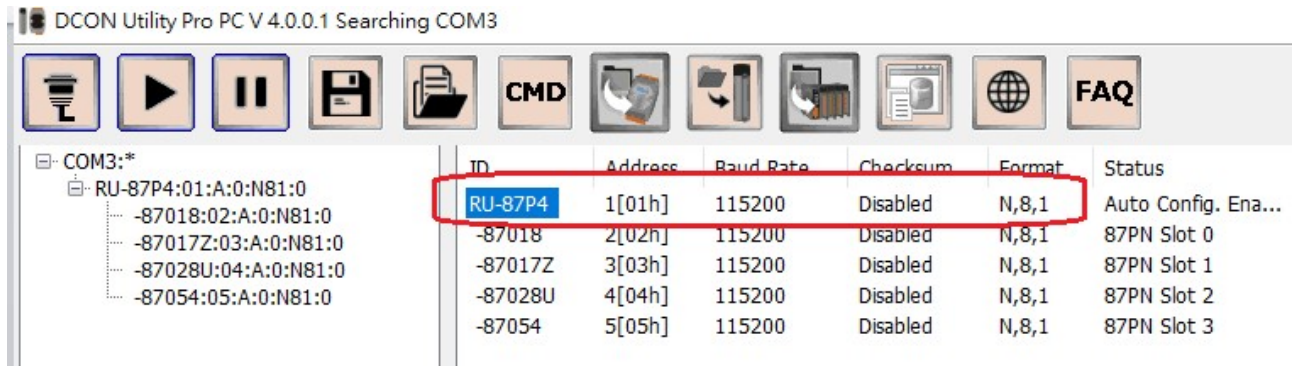 DCON Utility Pro PC V 4.0.0.1 Searching COM3
CMD FAQ
COM3:*
RU-87P4:01:A:0:N81:0
-87018:02:A:0:N81:0
-87017Z:03:A:0:N81:0
-87028U:04:A:0:N81:0
-87054:05:A:0:N81:0
ID Address Baud Rate Checksum Format Status
RU-87P4 1[01h] 115200 Disabled N,8,1 Auto Config. Ena...
-87018 2[02h] 115200 Disabled N,8,1 87PN Slot 0
-87017Z 3[03h] 115200 Disabled N,8,1 87PN Slot 1
-87028U 4[04h] 115200 Disabled N,8,1 87PN Slot 2
-87054 5[05h] 115200 Disabled N,8,1 87PN Slot 3